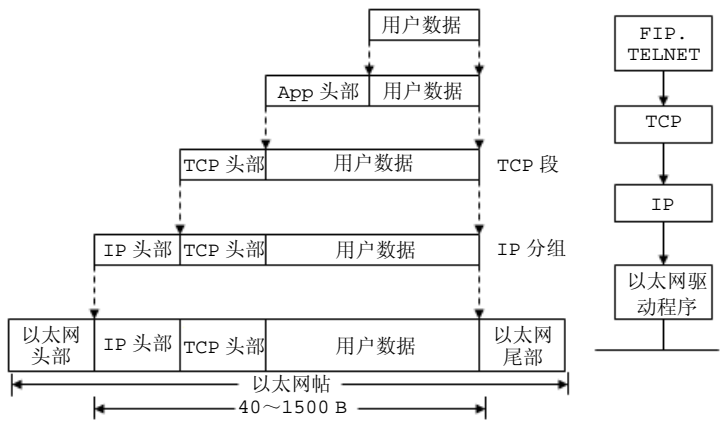 用户数据
App 头部 用户数据
TCP 头部 用户数据 TCP 段
IP 头部 TCP 头部 用户数据 IP 分组
以太网
头部
IP 头部 TCP 头部 用户数据
以太网
尾部
以太网帖
40～1500 B
FIP.
TELNET
TCP
IP
以太网驱
动程序